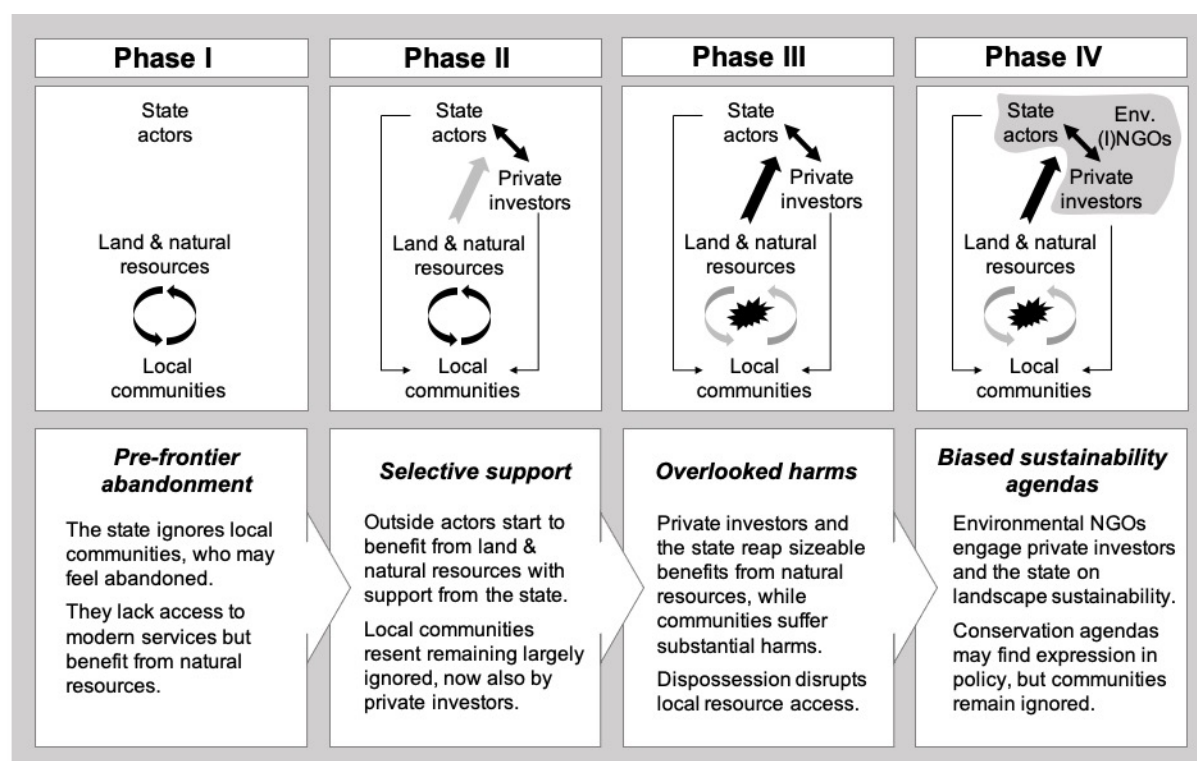 Phase I
Phase II
Phase III
Phase IV
State
actors
Land & natural
resources
Local
communities
State
actors
Private
investors
Land & natural
resources
Local
communities
State
actors
Private
investors
Land & natural
resources
Local
communities
State
actors
Env.
(I)NGOs
Private
investors
Land & natural
resources
Local
communities
Pre-frontier
abandonment
The state ignores local
communities, who may
feel abandoned.
They lack access to
modern services but
benefit from natural
resources.
Selective support
Outside actors start to
benefit from land &
natural resources with
support from the state.
Local communities
resent remaining largely
ignored, now also by
private investors.
Overlooked harms
Private investors and
the state reap sizeable
benefits from natural
resources, while
communities suffer
substantial harms.
Dispossession disrupts
local resource access.
Biased sustainability
agendas
Environmental NGOs
engage private investors
and the state on
landscape sustainability.
Conservation agendas
may find expression in
policy, but communities
remain ignored.